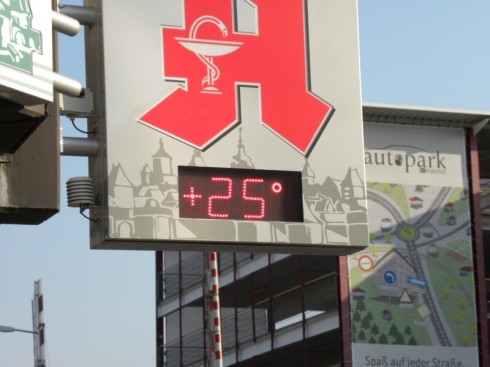 +25°
autopark
Spaß auf jeder Straße.